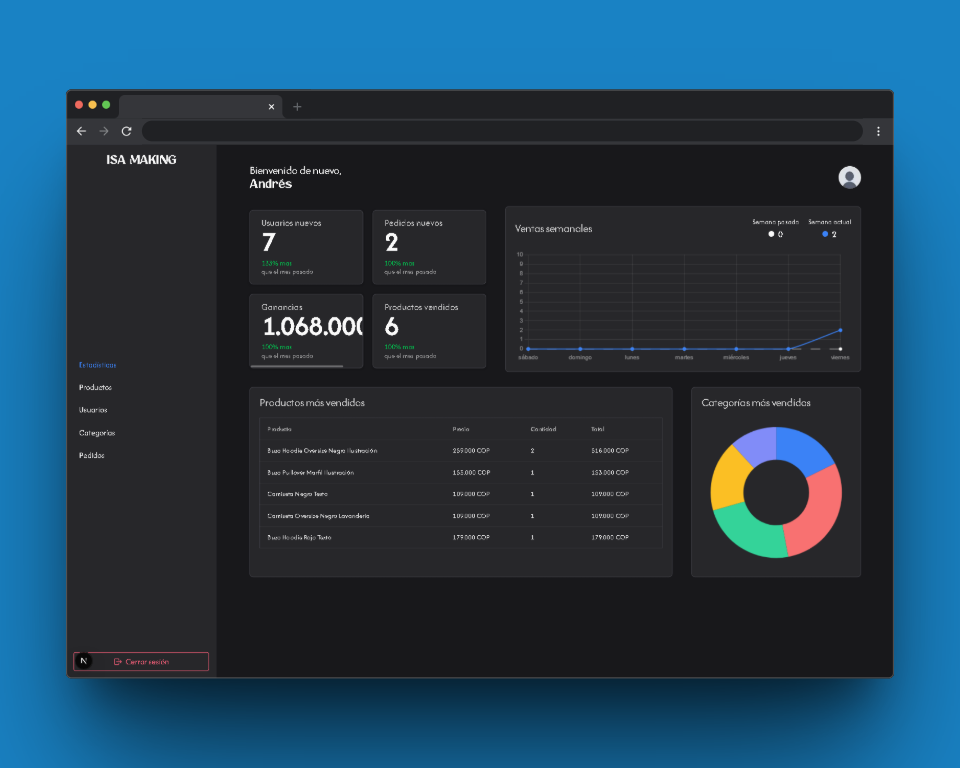 ISA MAKING
Bienvenido de nuevo,
Andrés
Usuarios nuevos
7
133% mas
que el mes pasado
Pedidos nuevos
2
100% mas
que el mes pasado
Ganancias
1.068.000
100% mas
que el mes pasado
Productos vendidos
6
100% mas
que el mes pasado
Ventas semanales
Semana pasada
0
Semana actual
2
10
9
8
7
6
5
4
3
2
1
0
sábado domingo lunes martes miércoles jueves viernes
Estadísticas
Productos
Usuarios
Categorías
Pedidos
Productos más vendidos
Producto Precio Cantidad Total
Buzo Hoodie Oversize Negro Ilustración 259.000 COP 2 518.000 COP
Buzo Pullover Marfil Ilustración 153.000 COP 1 153.000 COP
Camiseta Negra Texto 109.000 COP 1 109.000 COP
Camiseta Oversize Negra Lavandería 109.000 COP 1 109.000 COP
Buzo Hoodie Rojo Texto 179.000 COP 1 179.000 COP
Categorías más vendidas
N
Cerrar sesión